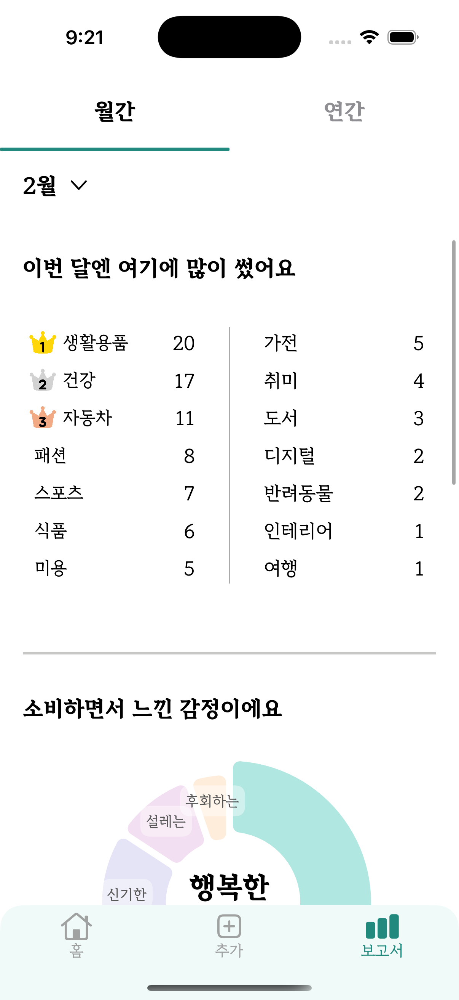 9:21
월간 연간
2월
이번 달엔 여기에 많이 썼어요
1 생활용품 20
2 건강 17
3 자동차 11
패션 8
스포츠 7
식품 6
미용 5
가전 5
취미 4
도서 3
디지털 2
반려동물 2
인테리어 1
여행 1
소비하면서 느낀 감정이에요
후회하는
설레는
행복한
신기한
홈 추가 보고서